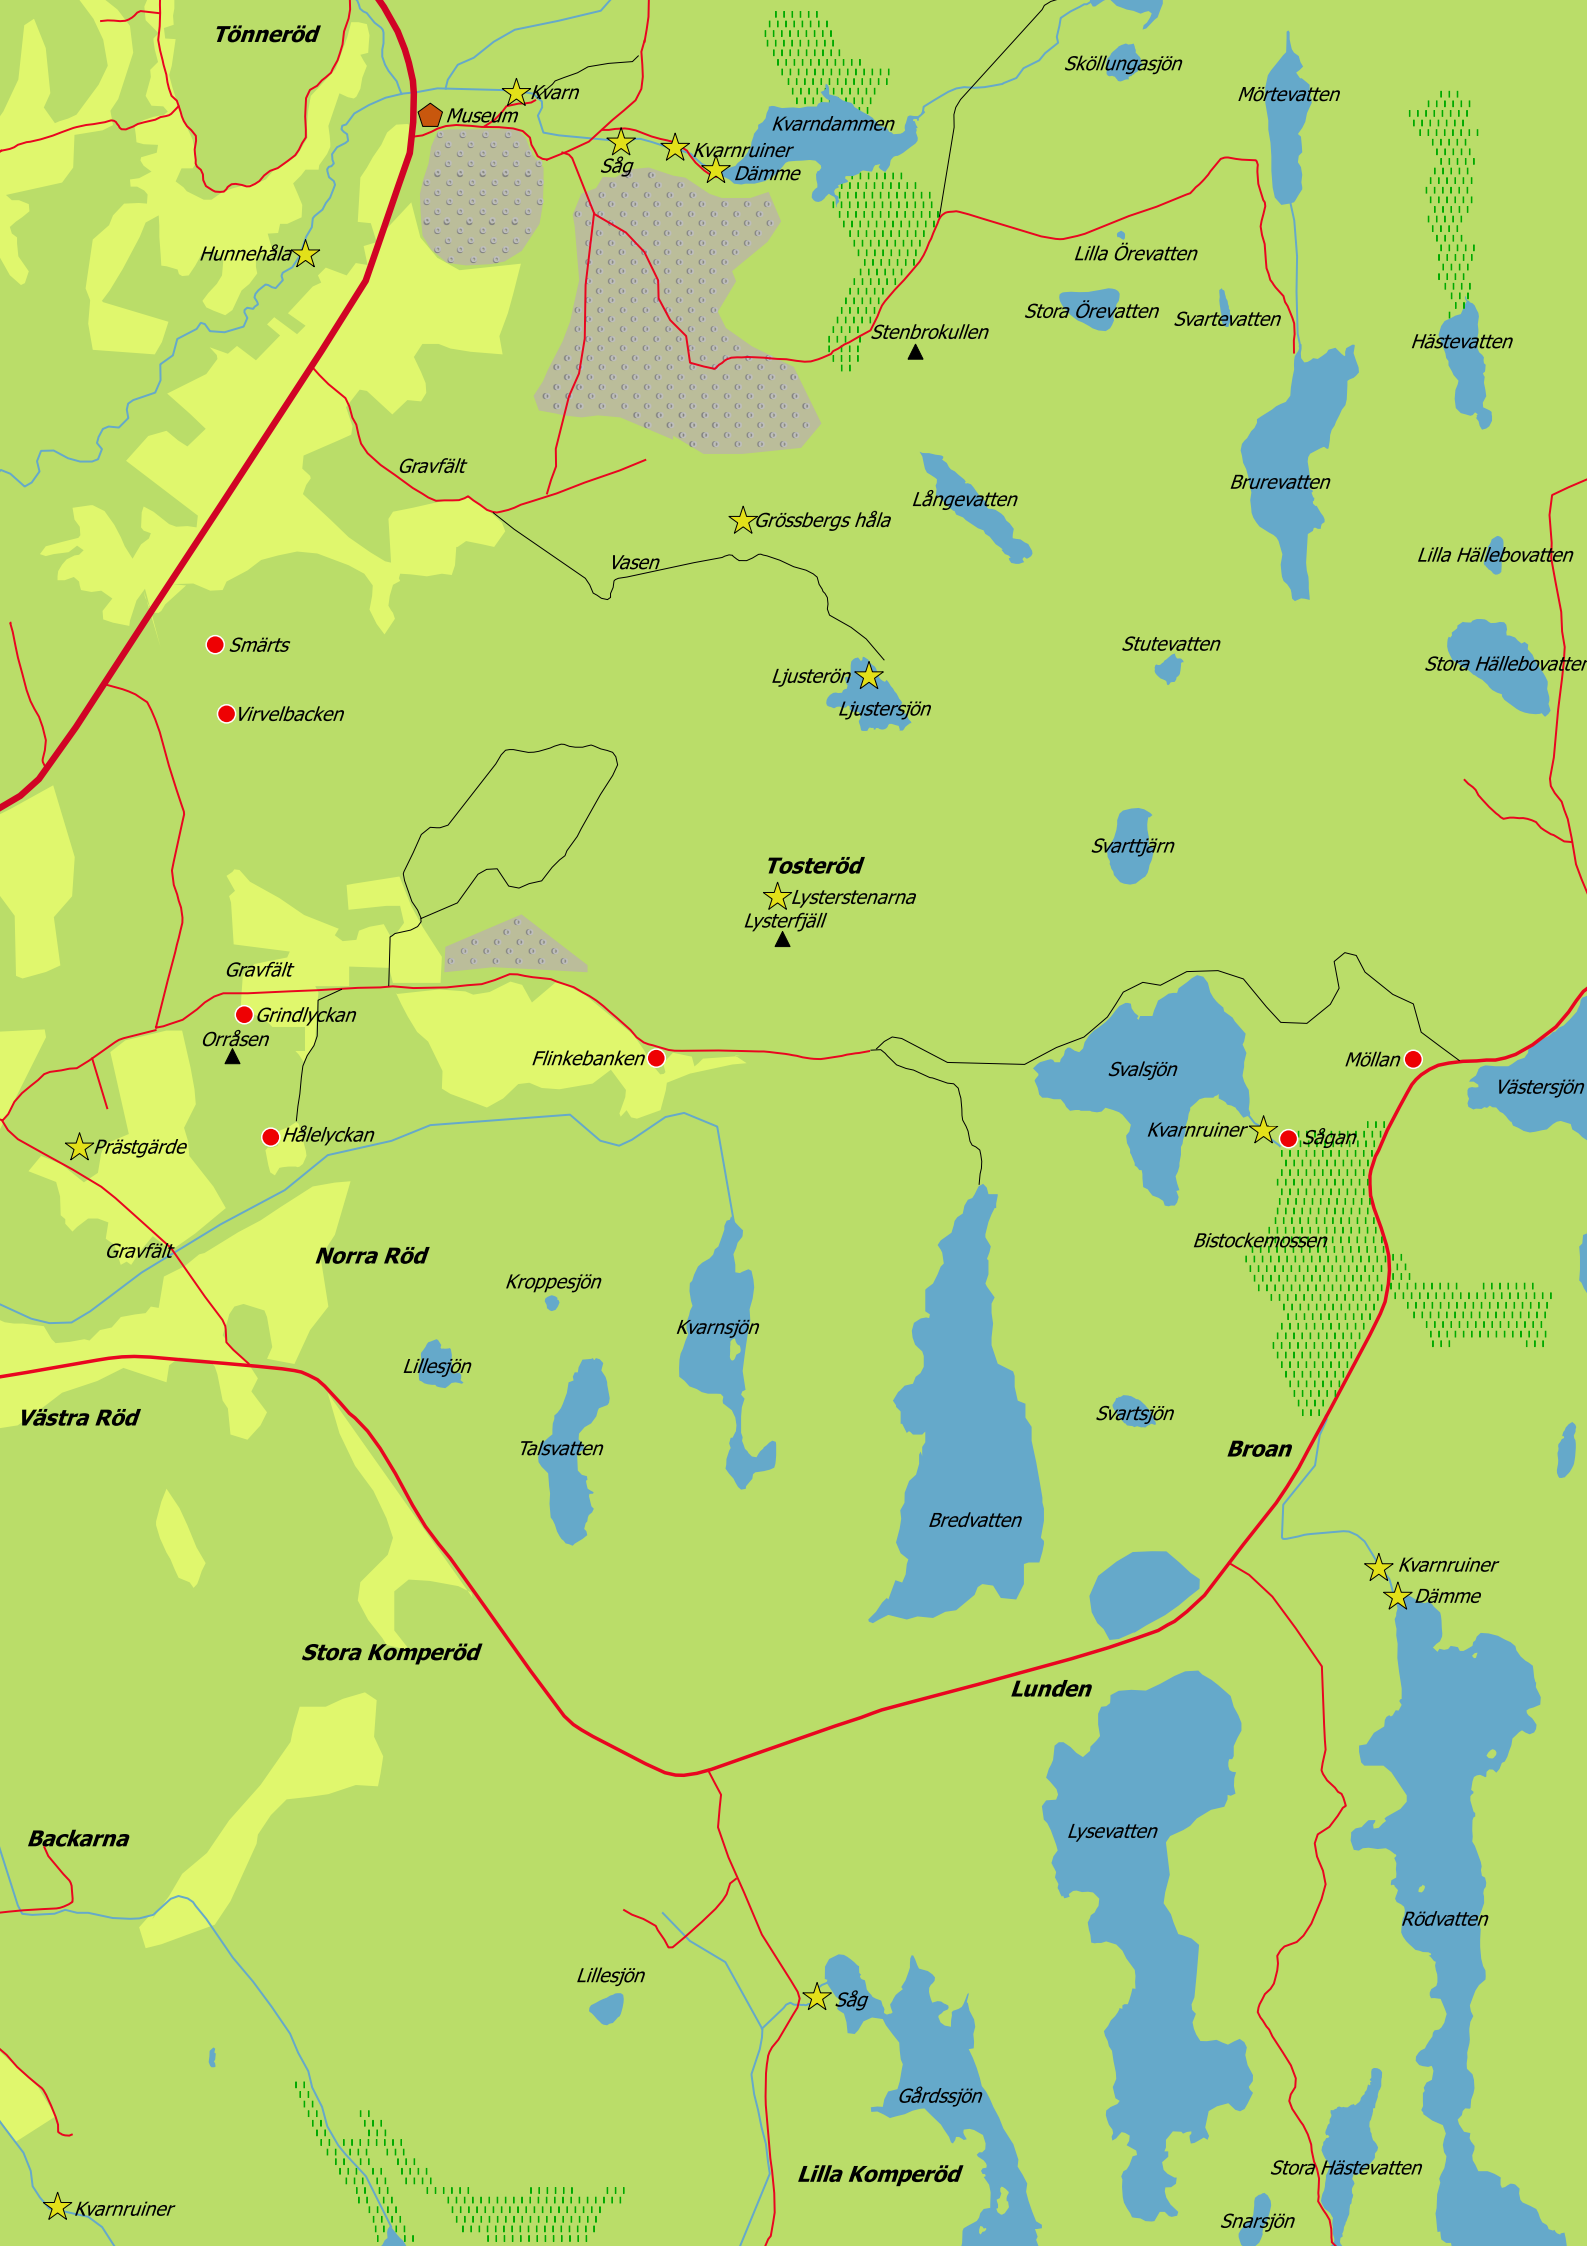 Tönneröd
Sköllungasjön
Kvarn
Mörtevatten
Museum
Kvarndammen
Såg
Kvarnruiner
Dämme
Hunnehåla
Lilla Örevatten
Stora Örevatten
Svartevatten
Stenbrokullen
Hästevatten
Gravfält
Brurevatten
Långevatten
Grössbergs håla
Vasen
Lilla Hällebovatten
Smärts
Stutevatten
Stora Hällebovatten
Ljusterön
Ljustersjön
Virvelbacken
Svarttjärn
Tosteröd
Lysterstenarna
Lysterfjäll
Gravfält
Grindlyckan
Orråsen
Flinkebanken
Svalsjön
Möllan
Västersjön
Hålelyckan
Prästgärde
Kvarnruiner
Sågan
Gravfält
Norra Röd
Bistockemossen
Kroppesjön
Kvarnsjön
Lillesjön
Västra Röd
Svartsjön
Talsvatten
Broan
Bredvatten
Kvarnruiner
Dämme
Stora Komperöd
Lunden
Backarna
Lysevatten
Rödvatten
Lillesjön
Såg
Gårdssjön
Lilla Komperöd
Stora Hästevatten
Kvarnruiner
Snarsjön